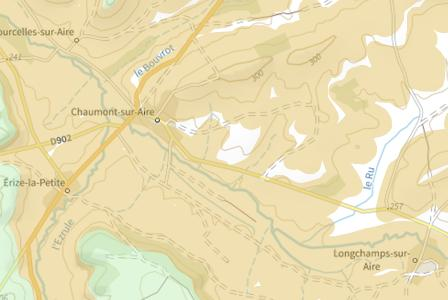 ourcelles-sur-Aire
241
le Bouvrot
300
300
Chaumont-sur-Aire
D902
Érize-la-Petite
le Ru
257
l'Ezrule
Longchamps-sur-
Aire